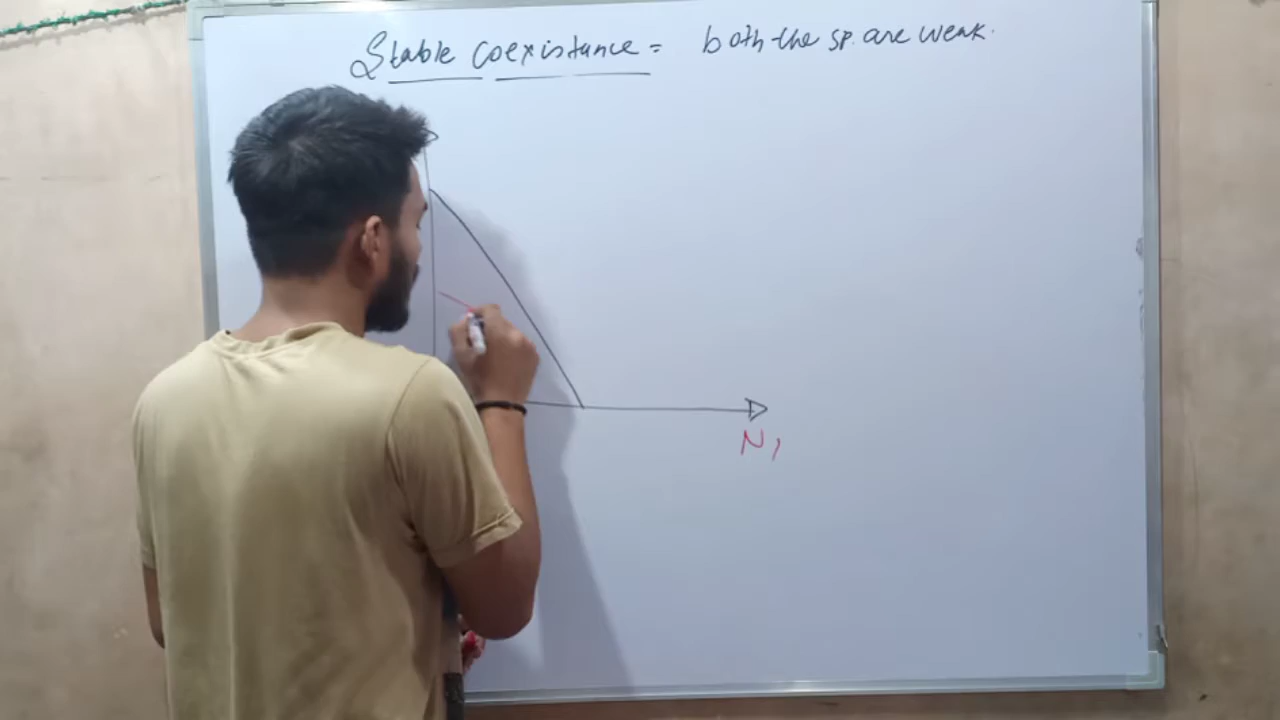 Stable Coexistance = both the sp. are weak.
N1